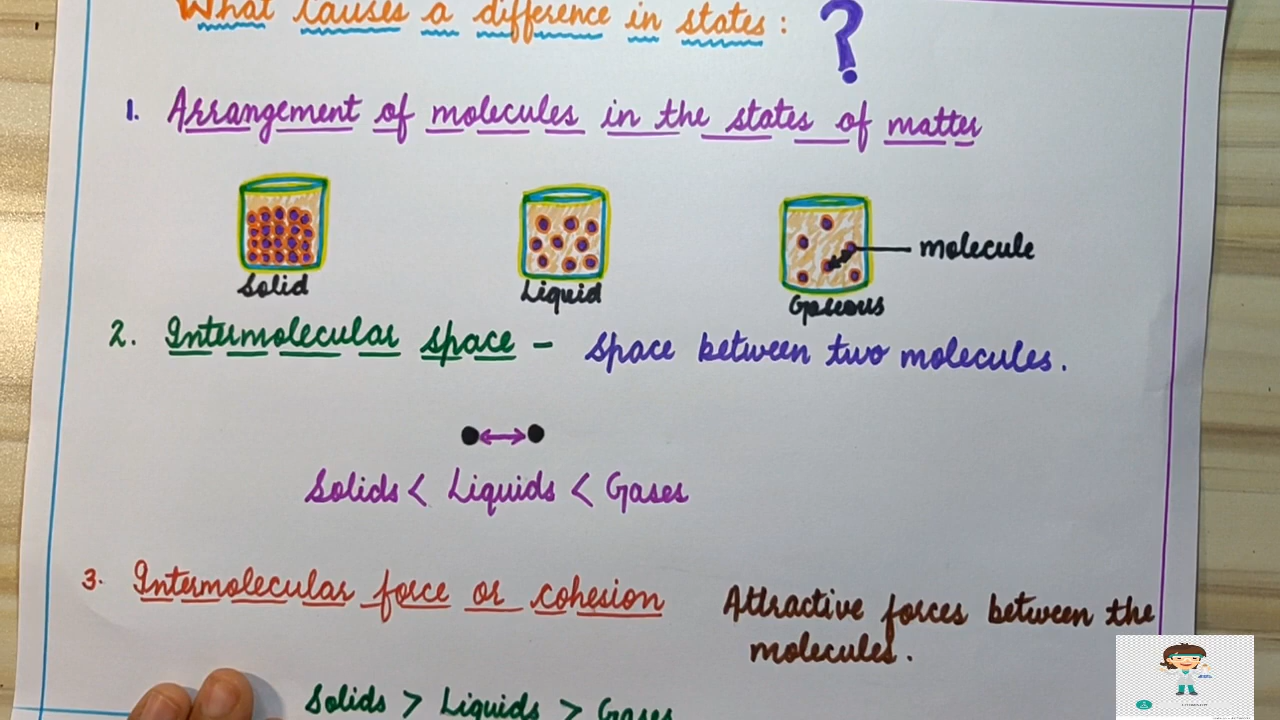 What causes a difference in states : ?
1. Arrangement of molecules in the states of matter
molecule
Solid
Liquid
Gaseous
2. Intermolecular space - space between two molecules.
Solids < Liquids < Gases
3. Intermolecular force or cohesion
Attractive forces between the
molecules.
Solids > Liquids > Gases